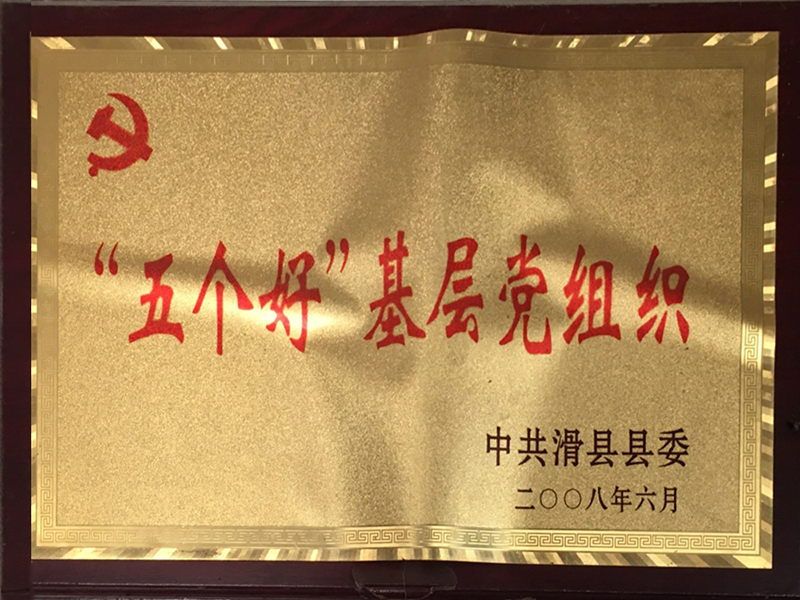 “五个好”基层党组织
中共滑县县委
二〇〇八年六月